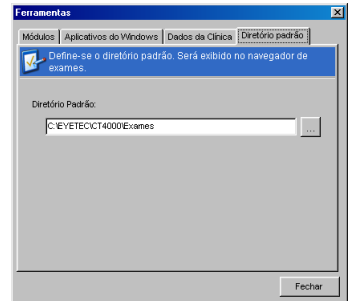 Ferramentas
Módulos Aplicativos do Windows Dados da Clínica Diretório padrão
Define-se o diretório padrão. Será exibido no navegador de
exames.
Diretório Padrão:
C:\EYETEC\CT4000\Exames
...
Fechar